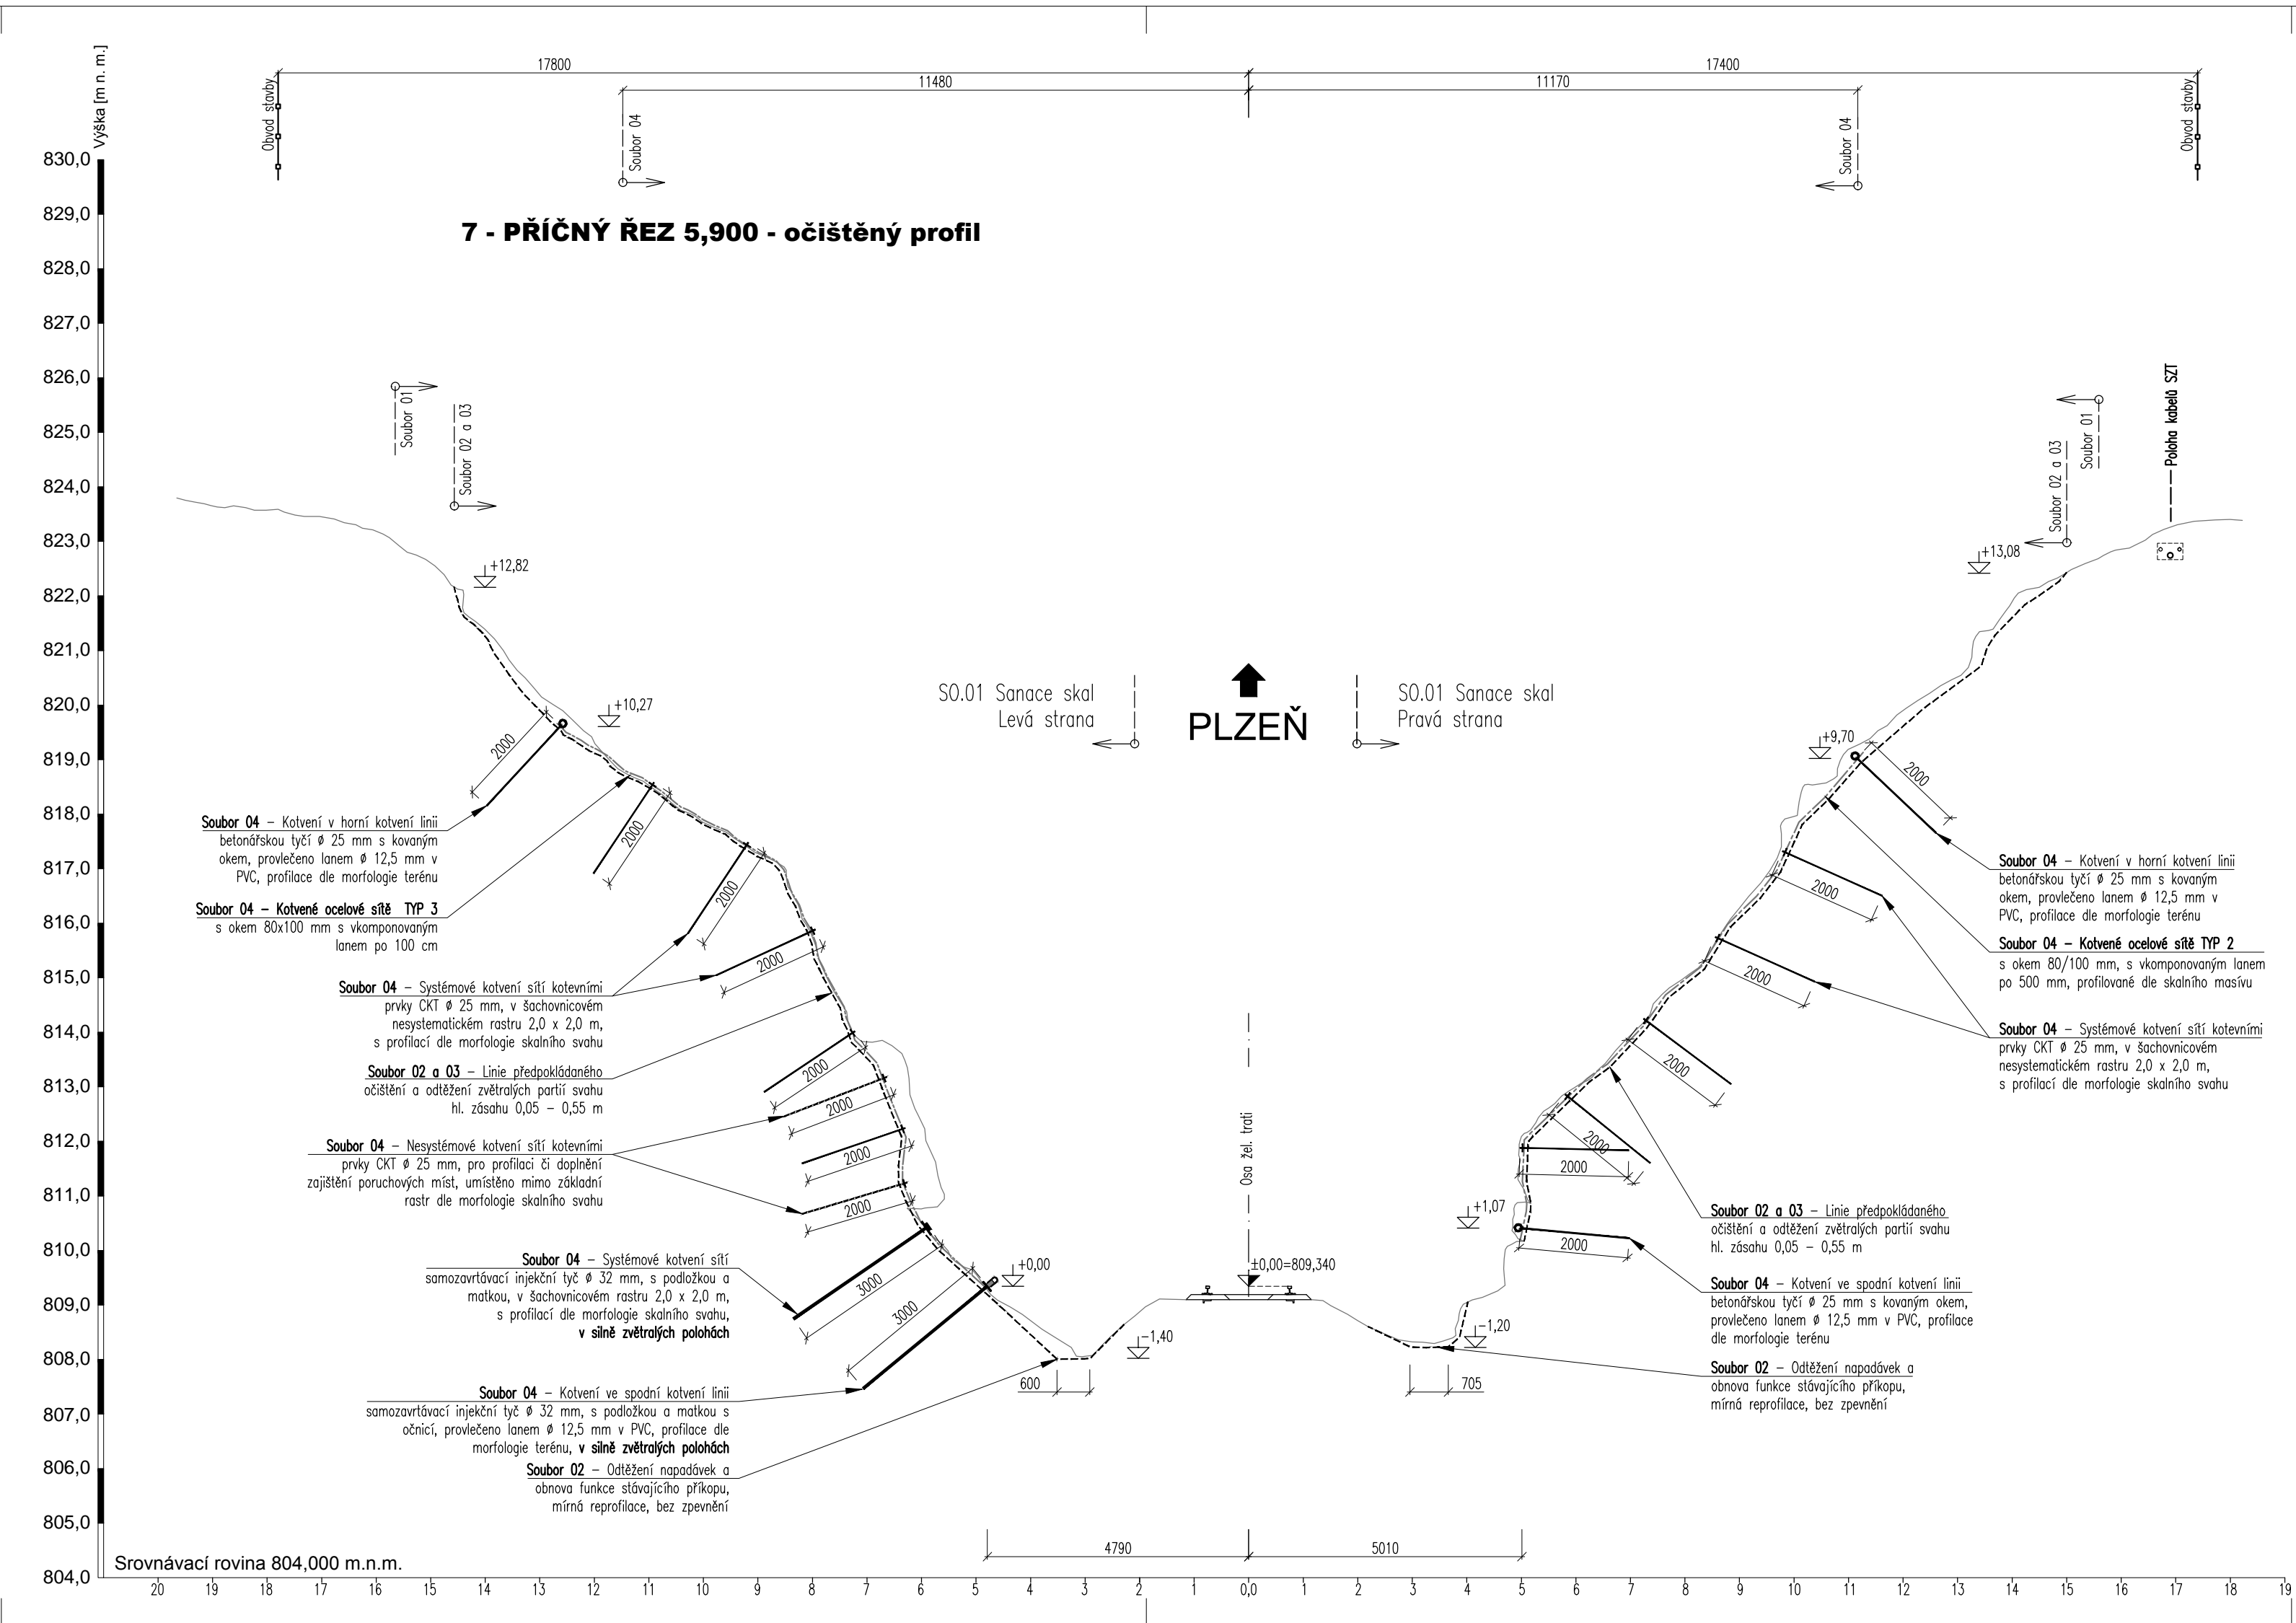 17800
17400
11480
11170
Výška [m n. m.]
Obvod stavby
Soubor 04
Soubor 04
Obvod stavby
830,0
829,0
828,0
827,0
826,0
825,0
824,0
823,0
822,0
821,0
820,0
819,0
818,0
817,0
816,0
815,0
814,0
813,0
812,0
811,0
810,0
809,0
808,0
807,0
806,0
805,0
804,0
7 - PŘÍČNÝ ŘEZ 5,900 - očištěný profil
Soubor 01
Soubor 02 a 03
Soubor 02 a 03
Soubor 01
Poloha kabelů SZT
+12,82
+13,08
+10,27
+9,70
SO.01 Sanace skal
Levá strana
PLZEŇ
SO.01 Sanace skal
Pravá strana
2000
2000
2000
2000
2000
2000
2000
2000
3000
3000
Soubor 04 – Kotvení v horní kotvení linii
betonářskou tyčí ø 25 mm s kovaným
okem, provlečeno lanem ø 12,5 mm v
PVC, profilace dle morfologie terénu
Soubor 04 – Kotvené ocelové sítě TYP 3
s okem 80x100 mm s vkomponovaným
lanem po 100 cm
Soubor 04 – Systémové kotvení sítí kotevními
prvky CKT ø 25 mm, v šachovnicovém
nesystematickém rastru 2,0 x 2,0 m,
s profilací dle morfologie skalního svahu
Soubor 02 a 03 – Linie předpokládaného
očištění a odtěžení zvětralých partií svahu
hl. zásahu 0,05 – 0,55 m
Soubor 04 – Nesystémové kotvení sítí kotevními
prvky CKT ø 25 mm, pro profilaci či doplnění
zajištění poruchových míst, umístěno mimo základní
rastr dle morfologie skalního svahu
Soubor 04 – Systémové kotvení sítí
samozavrtávací injekční tyč ø 32 mm, s podložkou a
matkou, v šachovnicovém rastru 2,0 x 2,0 m,
s profilací dle morfologie skalního svahu,
v silně zvětralých polohách
Soubor 04 – Kotvení ve spodní kotvení linii
samozavrtávací injekční tyč ø 32 mm, s podložkou a matkou s
očnicí, provlečeno lanem ø 12,5 mm v PVC, profilace dle
morfologie terénu, v silně zvětralých polohách
Soubor 02 – Odtěžení napadávek a
obnova funkce stávajícího příkopu,
mírná reprofilace, bez zpevnění
+0,00
Osa žel. trati
±0,00=809,340
-1,40
600
+1,07
-1,20
705
2000
2000
2000
2000
2000
2000
2000
Soubor 04 – Kotvení v horní kotvení linii
betonářskou tyčí ø 25 mm s kovaným
okem, provlečeno lanem ø 12,5 mm v
PVC, profilace dle morfologie terénu
Soubor 04 – Kotvené ocelové sítě TYP 2
s okem 80/100 mm, s vkomponovaným lanem
po 500 mm, profilované dle skalního masívu
Soubor 04 – Systémové kotvení sítí kotevními
prvky CKT ø 25 mm, v šachovnicovém
nesystematickém rastru 2,0 x 2,0 m,
s profilací dle morfologie skalního svahu
Soubor 02 a 03 – Linie předpokládaného
očištění a odtěžení zvětralých partií svahu
hl. zásahu 0,05 – 0,55 m
Soubor 04 – Kotvení ve spodní kotvení linii
betonářskou tyčí ø 25 mm s kovaným okem,
provlečeno lanem ø 12,5 mm v PVC, profilace
dle morfologie terénu
Soubor 02 – Odtěžení napadávek a
obnova funkce stávajícího příkopu,
mírná reprofilace, bez zpevnění
4790
5010
Srovnávací rovina 804,000 m.n.m.
20 19 18 17 16 15 14 13 12 11 10 9 8 7 6 5 4 3 2 1 0,0 1 2 3 4 5 6 7 8 9 10 11 12 13 14 15 16 17 18 19